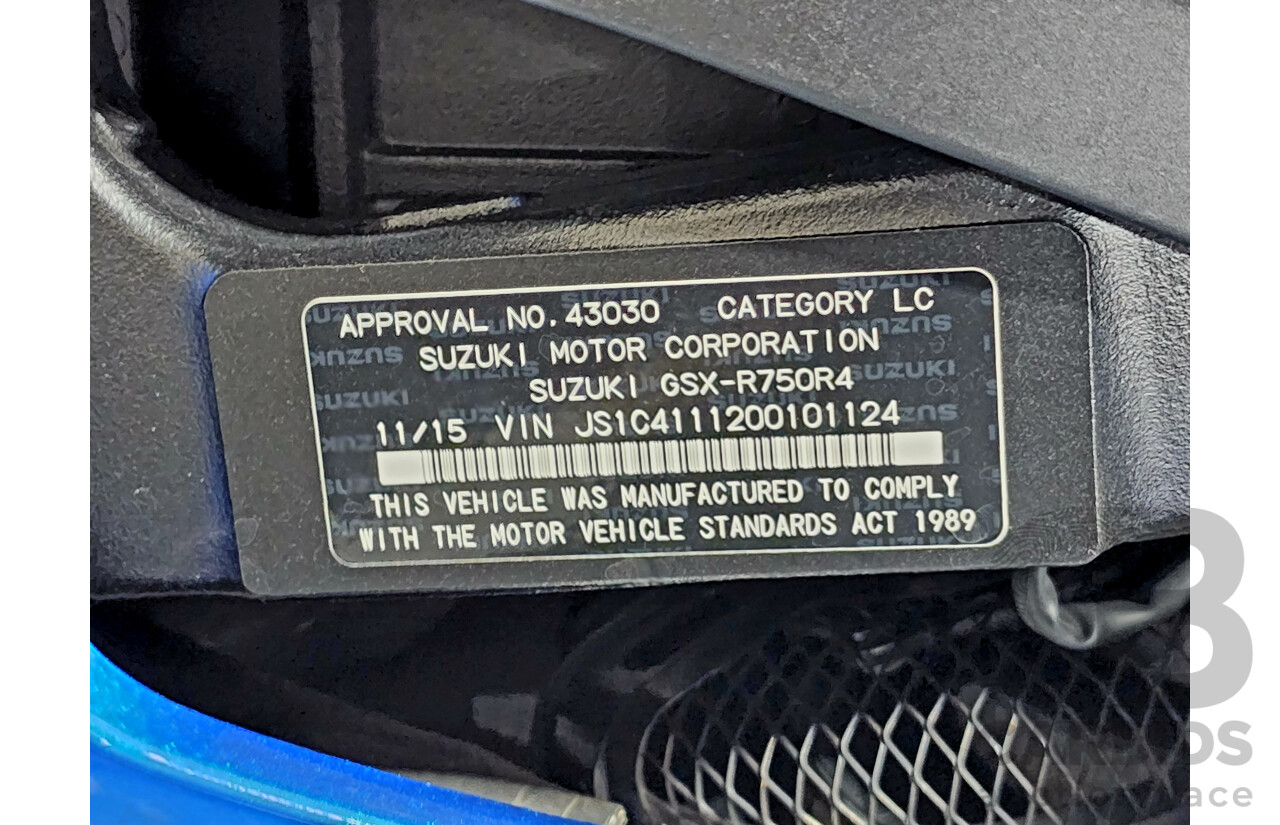 APPROVAL NO. 43030 CATEGORY LC
SUZUKI MOTOR CORPORATION
SUZUKI GSX-R750R4
11/15 VIN JS1C4111200101124
THIS VEHICLE WAS MANUFACTURED TO COMPLY
WITH THE MOTOR VEHICLE STANDARDS ACT 1989